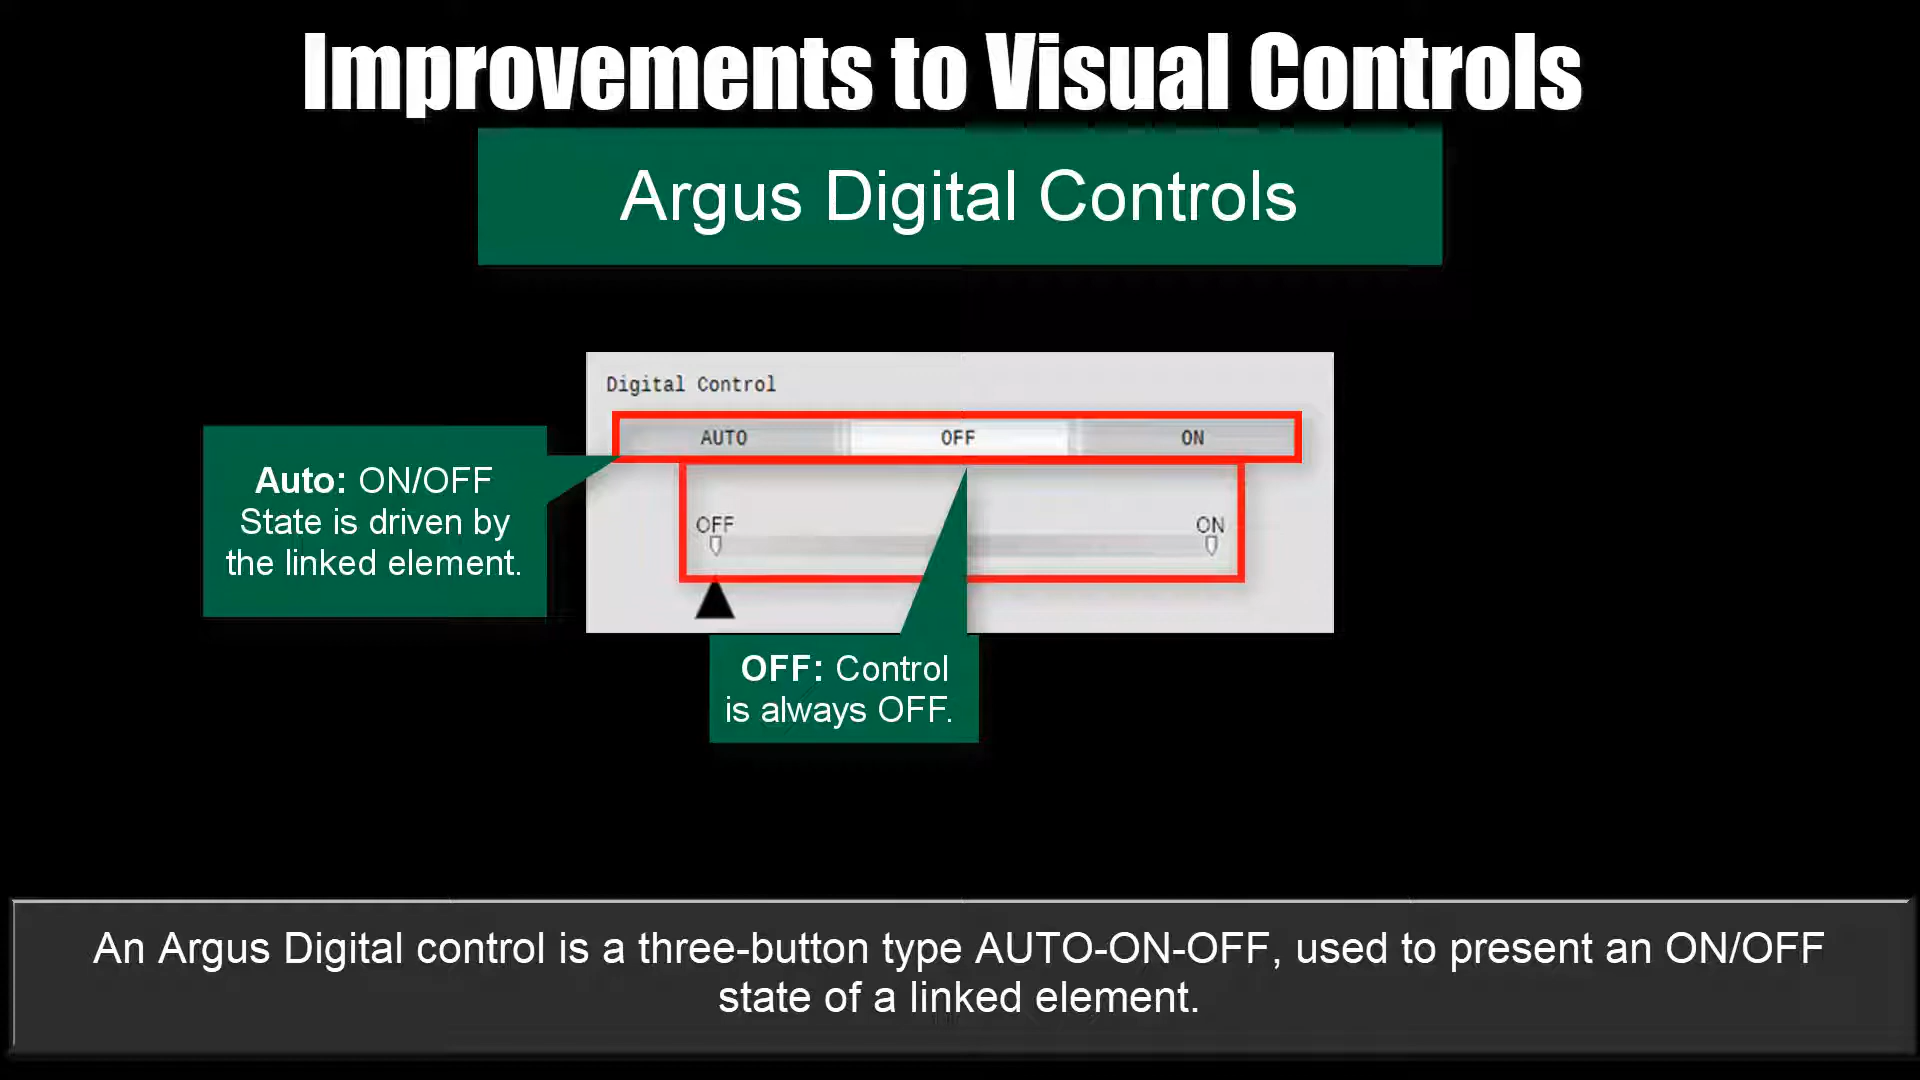 Improvements to Visual Controls
Argus Digital Controls
Digital Control
AUTO OFF ON
Auto: ON/OFF
State is driven by
the linked element.
OFF ON
OFF: Control
is always OFF.
An Argus Digital control is a three-button type AUTO-ON-OFF, used to present an ON/OFF
state of a linked element.